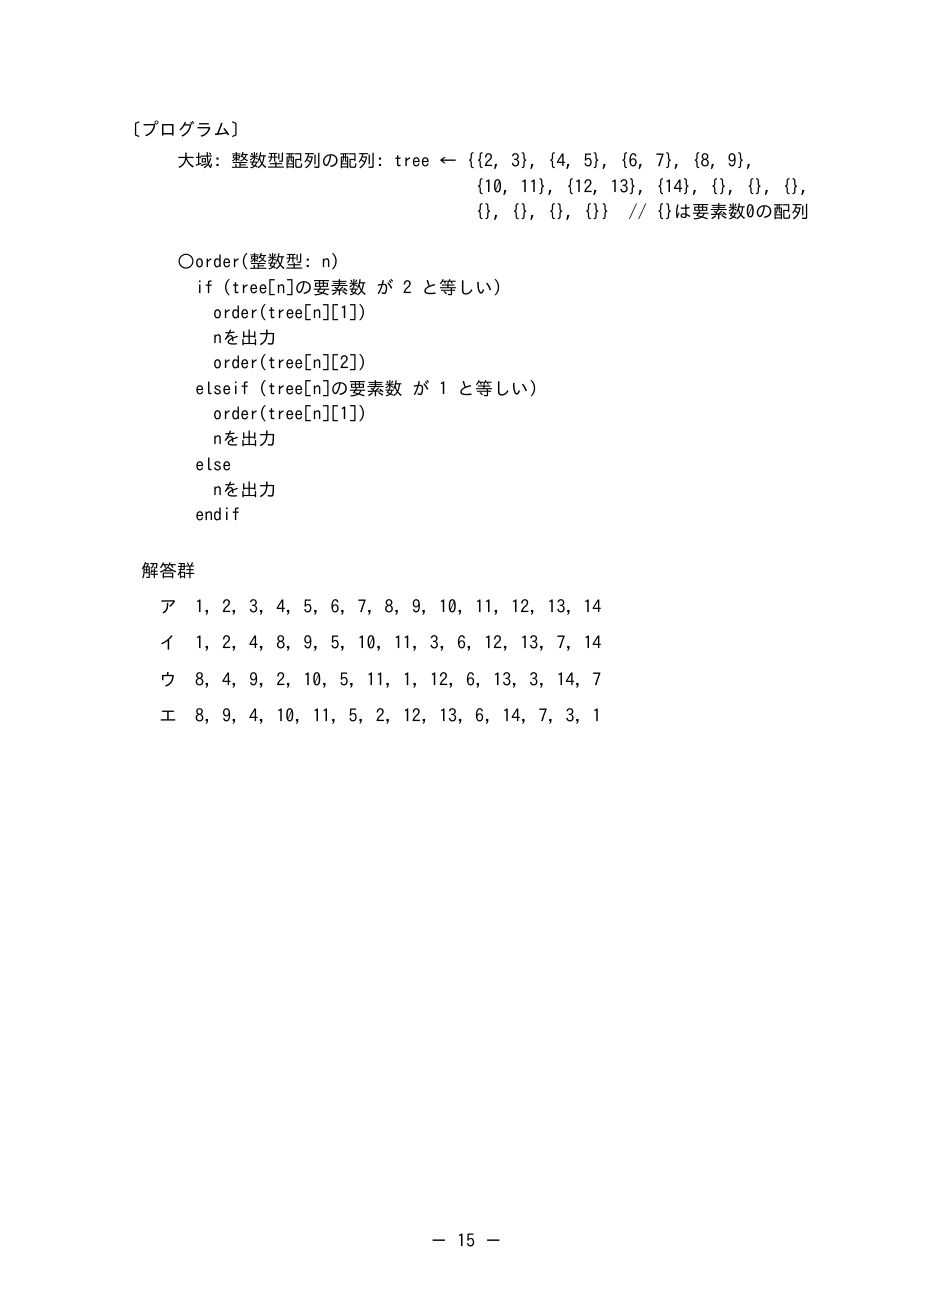 〔プログラム〕
大域: 整数型配列の配列: tree ← {{2, 3}, {4, 5}, {6, 7}, {8, 9},
{10, 11}, {12, 13}, {14}, {}, {}, {},
{}, {}, {}, {}} // {}は要素数0の配列
○order(整数型: n)
if (tree[n]の要素数 が 2 と等しい)
order(tree[n][1])
nを出力
order(tree[n][2])
elseif (tree[n]の要素数 が 1 と等しい)
order(tree[n][1])
nを出力
else
nを出力
endif
解答群
ア 1, 2, 3, 4, 5, 6, 7, 8, 9, 10, 11, 12, 13, 14
イ 1, 2, 4, 8, 9, 5, 10, 11, 3, 6, 12, 13, 7, 14
ウ 8, 4, 9, 2, 10, 5, 11, 1, 12, 6, 13, 3, 14, 7
エ 8, 9, 4, 10, 11, 5, 2, 12, 13, 6, 14, 7, 3, 1
― 15 ―